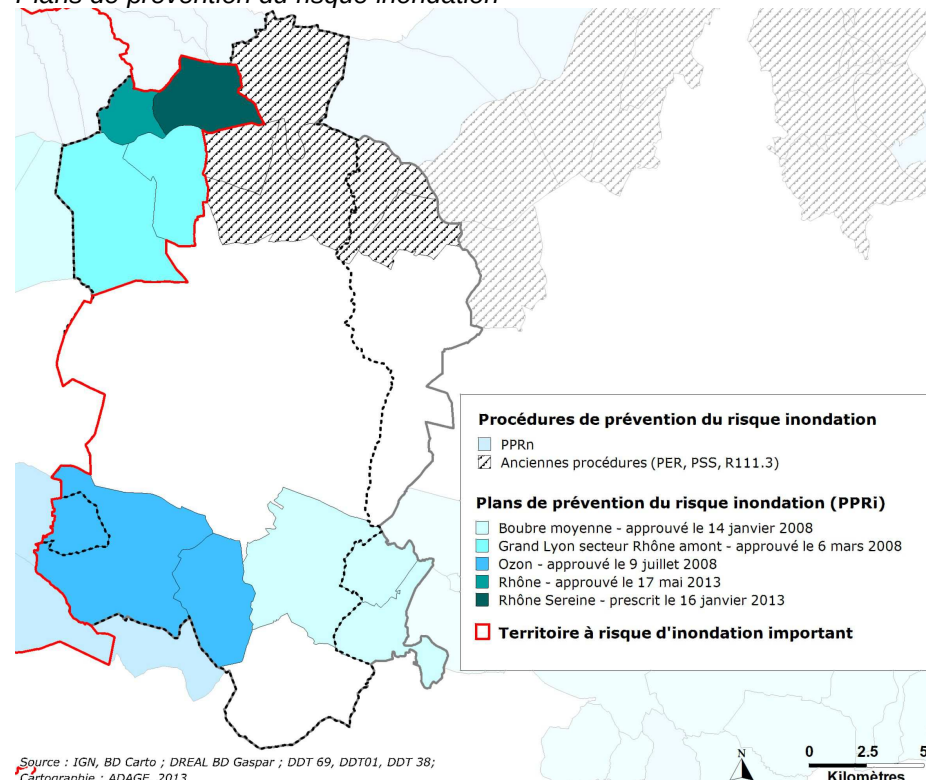 Plans de prévention du risque inondation
Procédures de prévention du risque inondation
PPRn
Anciennes procédures (PER, PSS, R111.3)
Plans de prévention du risque inondation (PPRi)
Boubre moyenne - approuvé le 14 janvier 2008
Grand Lyon secteur Rhône amont - approuvé le 6 mars 2008
Ozon - approuvé le 9 juillet 2008
Rhône - approuvé le 17 mai 2013
Rhône Sereine - prescrit le 16 janvier 2013
Territoire à risque d'inondation important
Source : IGN, BD Carto ; DREAL BD Gaspar ; DDT 69, DDT01, DDT 38;
Cartographie : ADAGE, 2013
N
0 2.5 5
Kilomètres